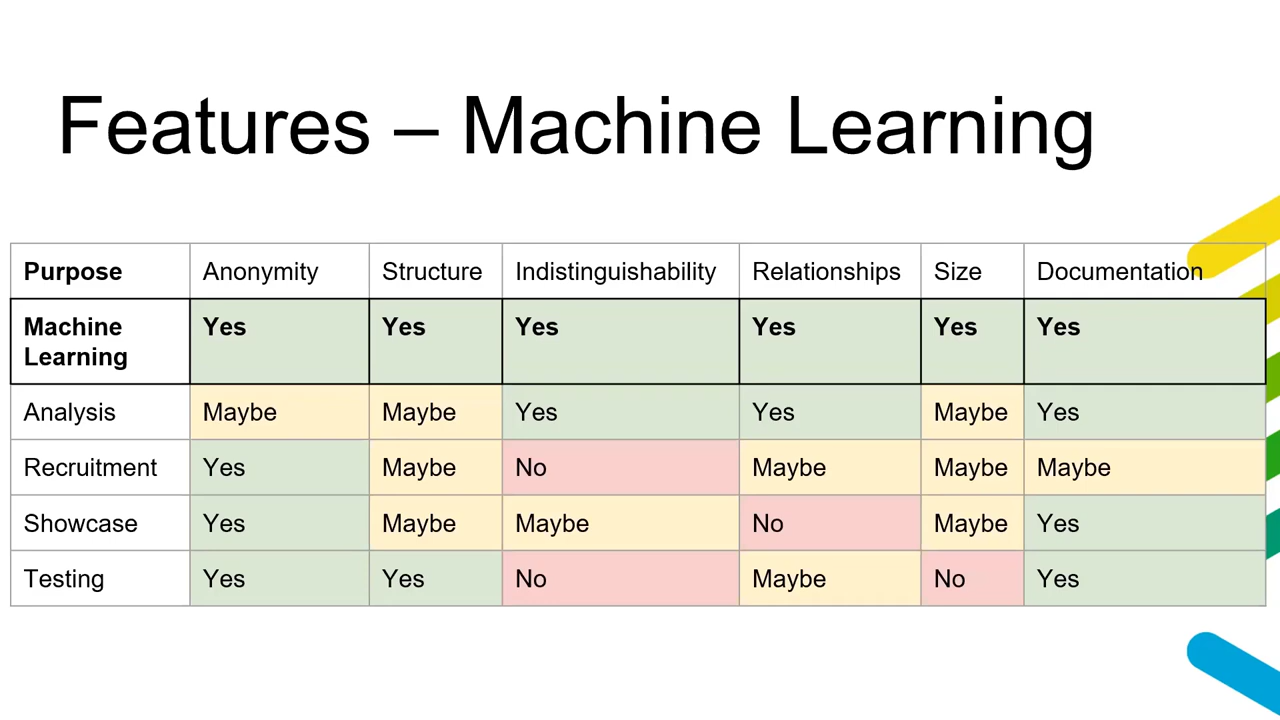 Features – Machine Learning
Purpose Anonymity Structure Indistinguishability Relationships Size Documentation
Machine Learning Yes Yes Yes Yes Yes Yes
Analysis Maybe Maybe Yes Yes Maybe Yes
Recruitment Yes Maybe No Maybe Maybe Maybe
Showcase Yes Maybe Maybe No Maybe Yes
Testing Yes Yes No Maybe No Yes